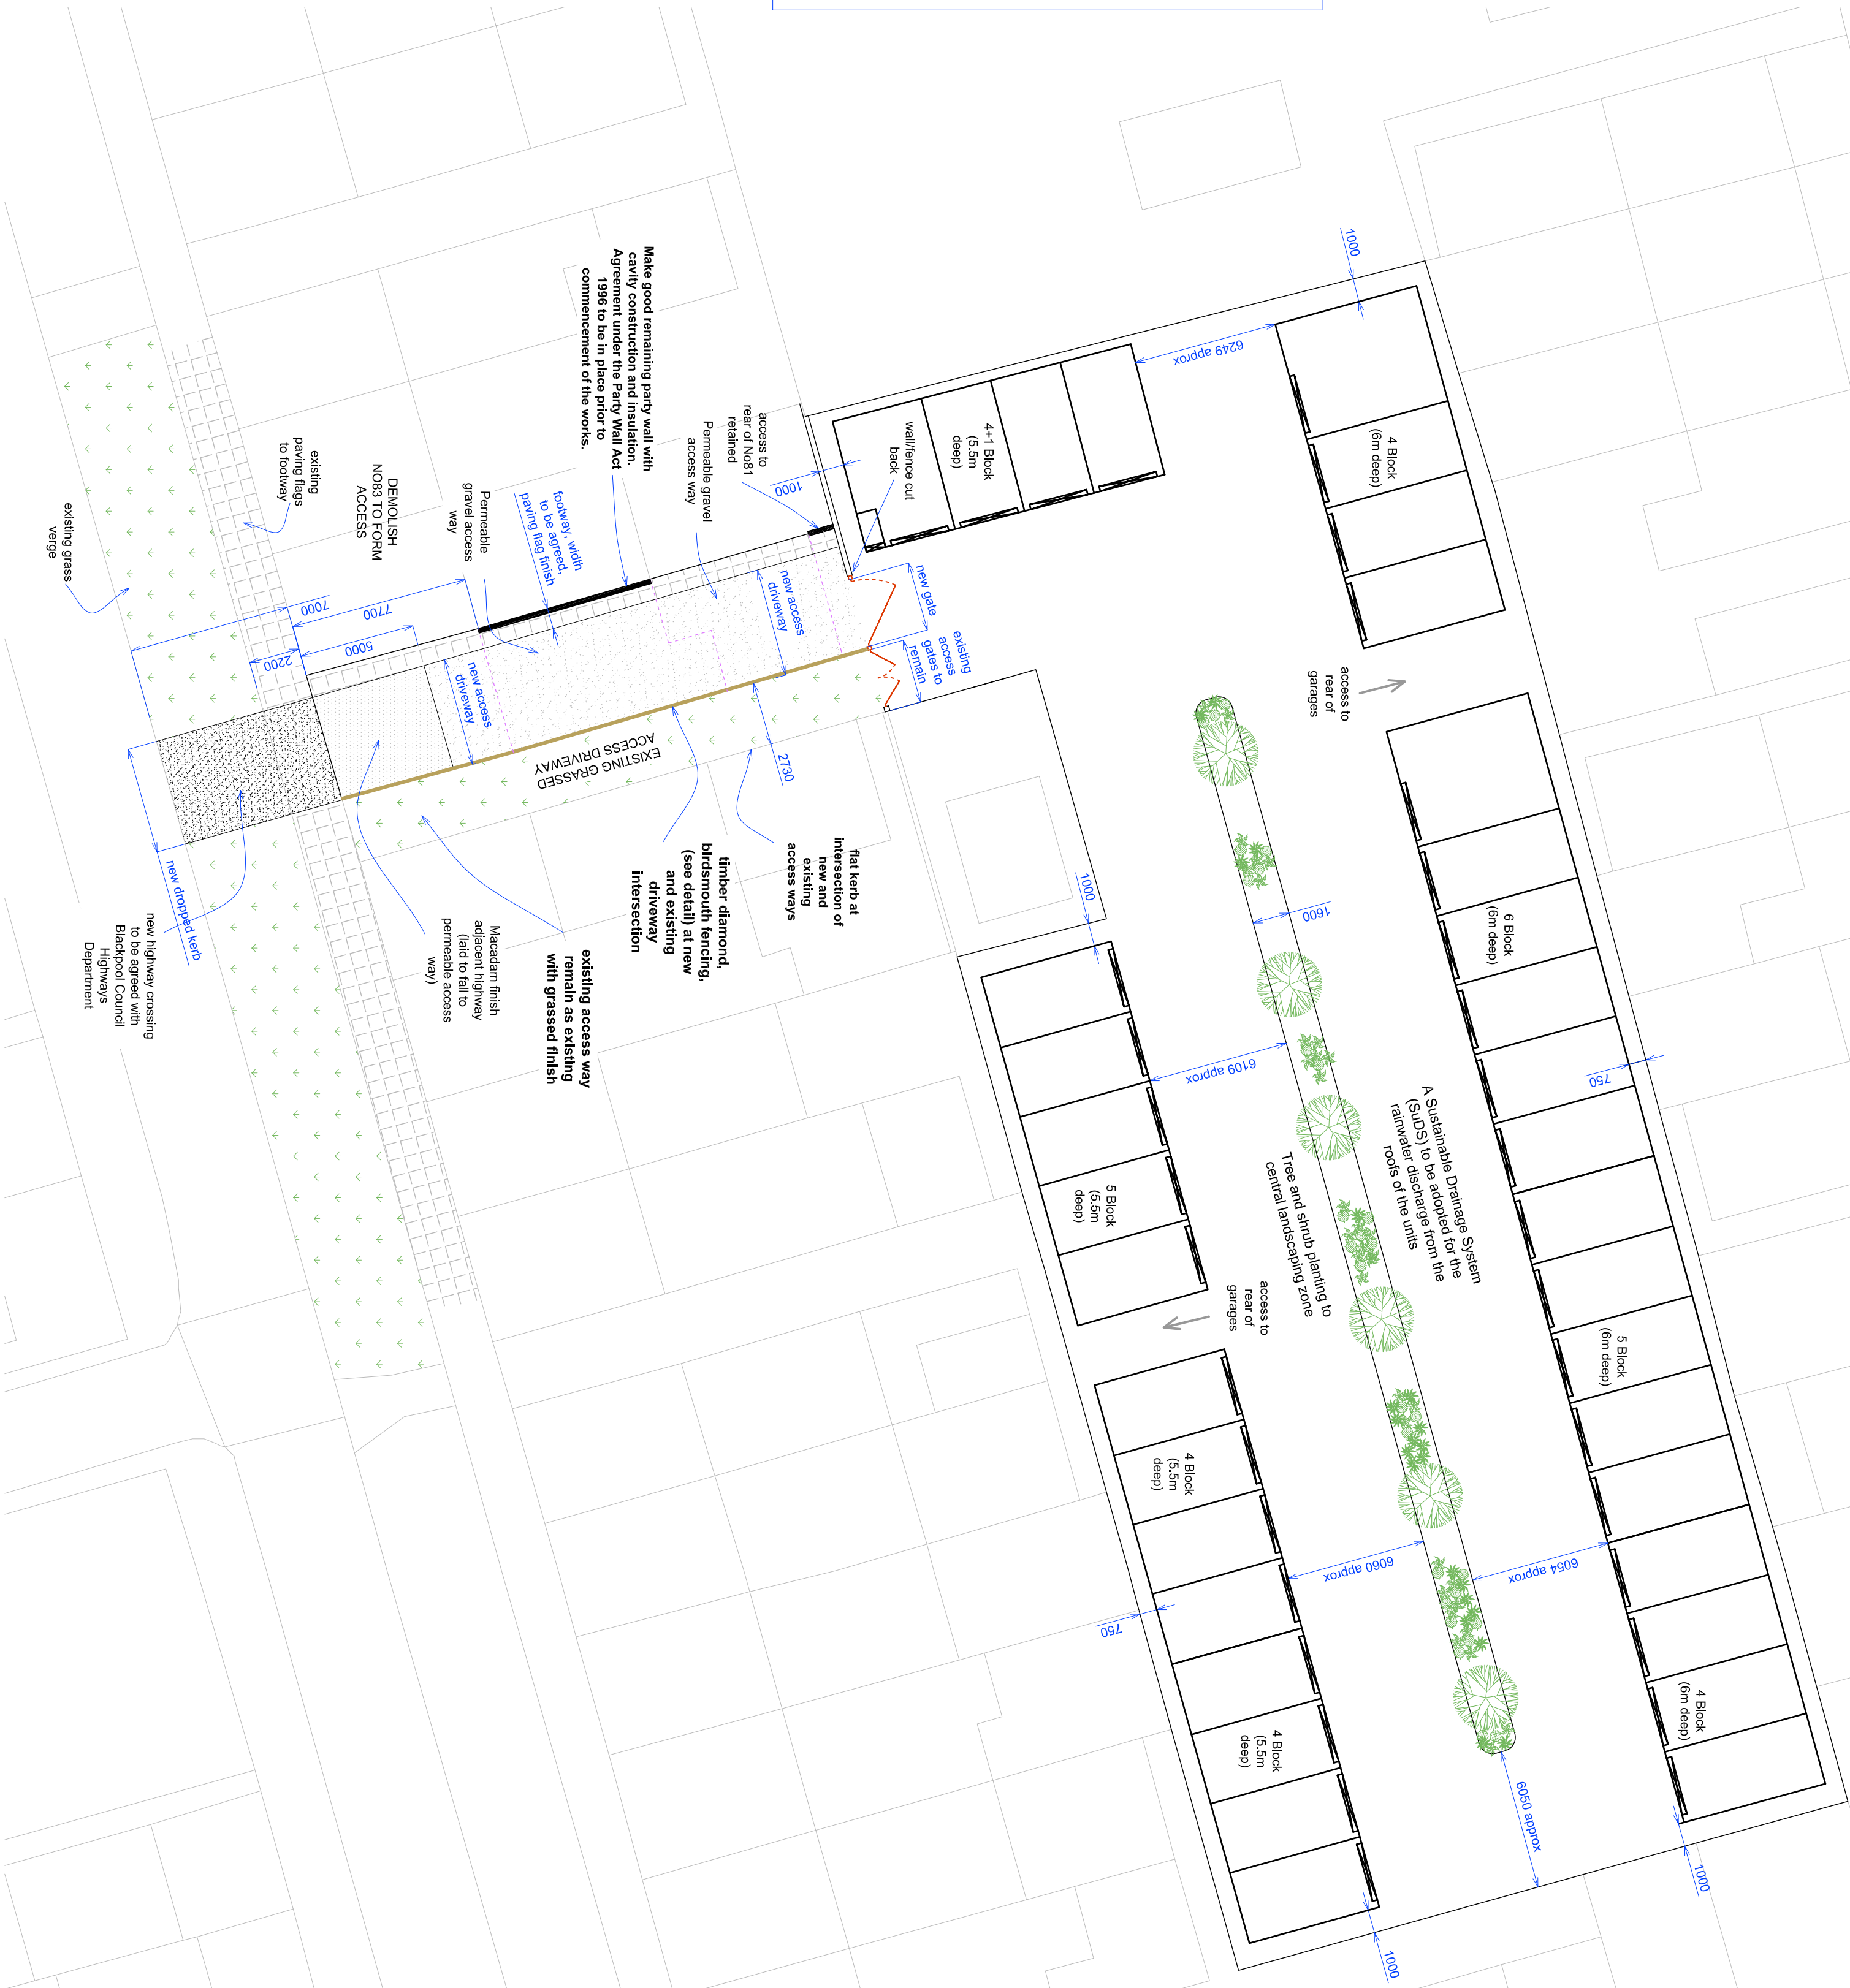 1000
6249 approx
4 Block
(6m deep)
4+1 Block
(5.5m
deep)
wall/fence cut
back
1000
access to
rear of No81
retained
Permeable gravel
access way
Make good remaining party wall with
cavity construction and insulation.
Agreement under the Party Wall Act
1996 to be in place prior to
commencement of the works.
footway, width
to be agreed,
paving flag finish
Permeable
gravel access
way
DEMOLISH
NO83 TO FORM
ACCESS
existing
paving flags
to footway
existing grass
verge
7000
7700
2200
5000
new access
driveway
new access
driveway
new gate
existing
access
gates to
remain
EXISTING GRASSED
ACCESS DRIVEWAY
2730
flat kerb at
intersection of
new and
existing
access ways
timber diamond,
birdsmouth fencing,
(see detail) at new
and existing
driveway
intersection
existing access way
remain as existing
with grassed finish
Macadam finish
adjacent highway
(laid to fall to
permeable access
way)
new dropped kerb
new highway crossing
to be agreed with
Blackpool Council
Highways
Department
access to
rear of
garages
1600
1000
6109 approx
6 Block
(6m deep)
750
A Sustainable Drainage System
(SuDS) to be adopted for the
rainwater discharge from the
roofs of the units
Tree and shrub planting to
central landscaping zone
5 Block
(5.5m
deep)
access to
rear of
garages
5 Block
(6m deep)
4 Block
(5.5m
deep)
6060 approx
6054 approx
750
4 Block
(6m deep)
4 Block
(5.5m
deep)
6050 approx
1000
1000